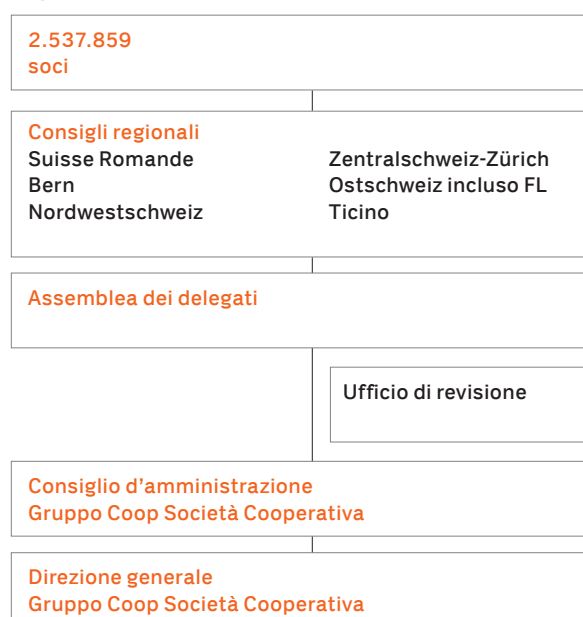 2.537.859
soci
Consigli regionali
Suisse Romande
Bern
Nordwestschweiz
Zentralschweiz-Zürich
Ostschweiz incluso FL
Ticino
Assemblea dei delegati
Ufficio di revisione
Consiglio d’amministrazione
Gruppo Coop Società Cooperativa
Direzione generale
Gruppo Coop Società Cooperativa